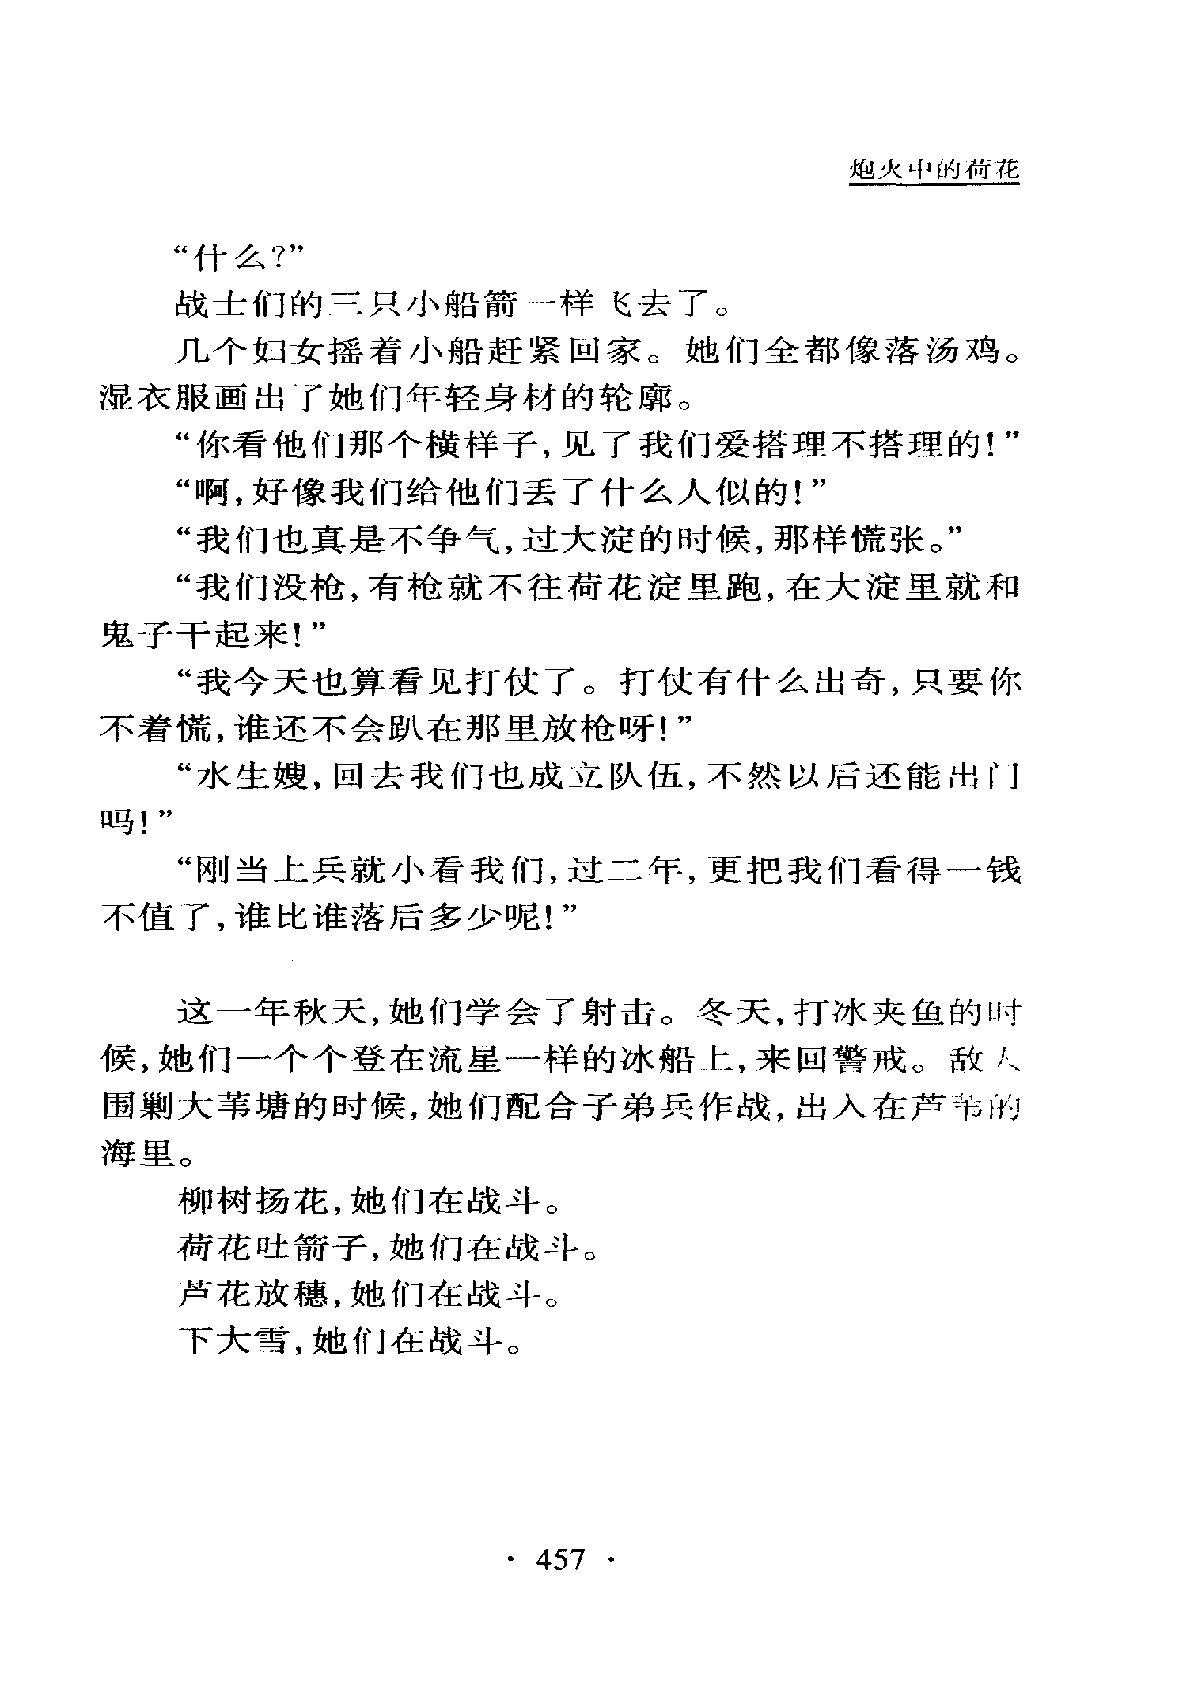 炮火中的荷花
“什么?”
战士们的三只小船箭一样飞去了。
几个妇女摇着小船赶紧回家。她们全都像落汤鸡。
湿衣服画出了她们年轻身材的轮廓。
“你看他们那个横样子,见了我们爱搭理不搭理的!”
“啊,好像我们给他们丢了什么人似的!”
“我们也真是不争气,过大淀的时候,那样慌张。”
“我们没枪,有枪就不往荷花淀里跑,在大淀里就和
鬼子干起来!”
“我今天也算看见打仗了。打仗有什么出奇,只要你
不着慌,谁还不会趴在那里放枪呀!”
“水生嫂,回去我们也成立队伍,不然以后还能出门
吗!”
“刚当上兵就小看我们,过二年,更把我们看得一钱
不值了,谁比谁落后多少呢!”
这一年秋天,她们学会了射击。冬天,打冰夹鱼的时
候,她们一个个登在流星一样的冰船上,来回警戒。敌人
围剿大苇塘的时候,她们配合子弟兵作战,出入在芦苇的
海里。
柳树扬花,她们在战斗。
荷花吐箭子,她们在战斗。
芦花放穗,她们在战斗。
下大雪,她们在战斗。
· 457 ·